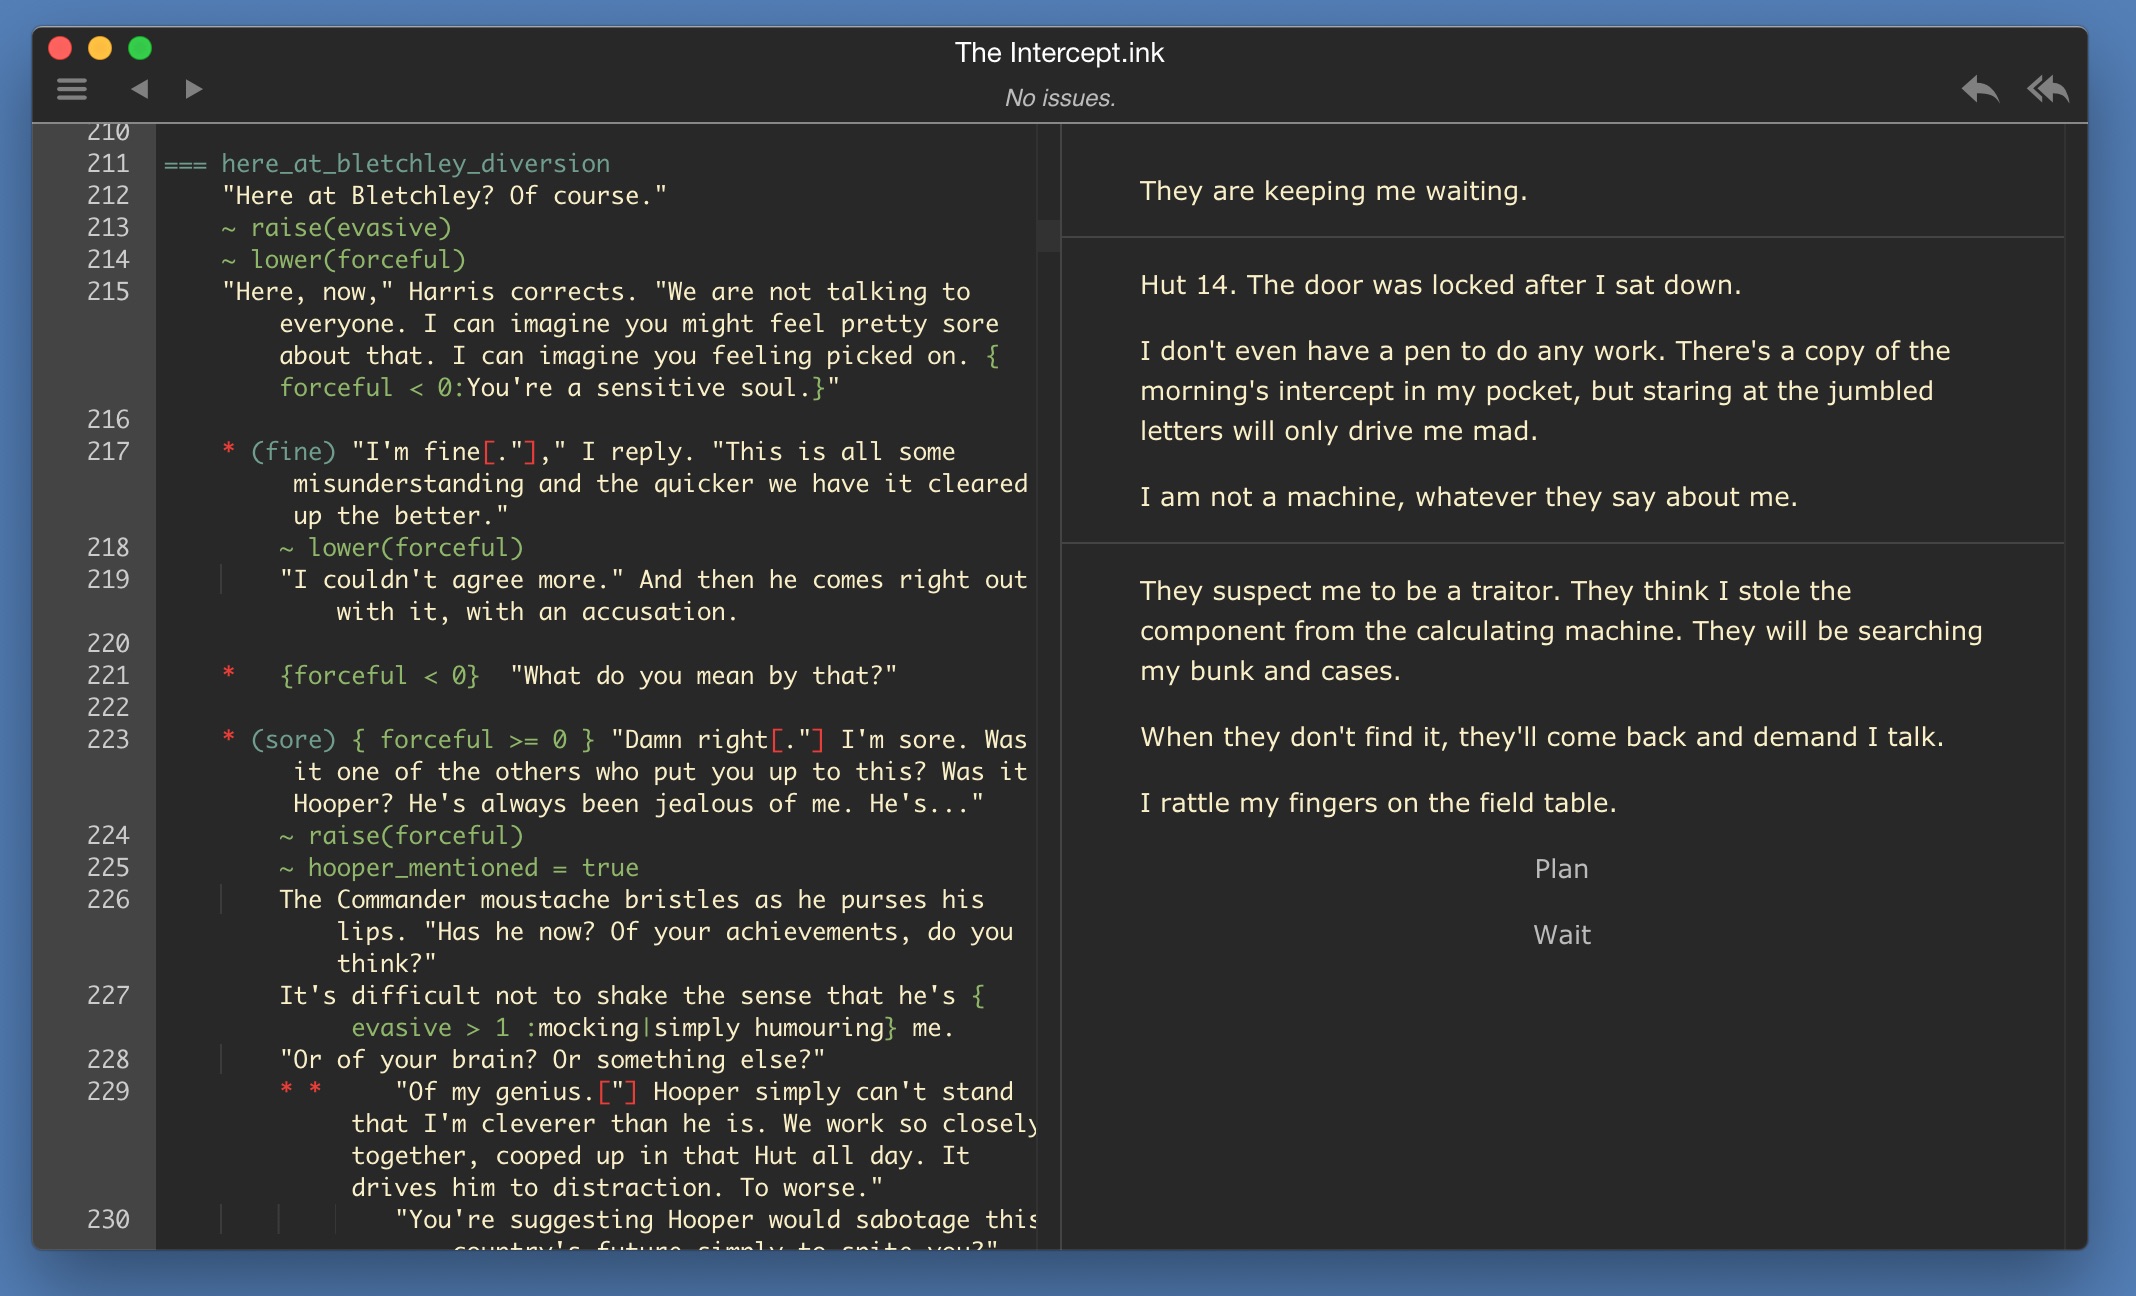 The Intercept.ink
No issues.
210
211 === here_at_bletchley_diversion
212 "Here at Bletchley? Of course."
213 ~ raise(evasive)
214 ~ lower(forceful)
215 "Here, now," Harris corrects. "We are not talking to
everyone. I can imagine you might feel pretty sore
about that. I can imagine you feeling picked on. {
forceful < 0:You're a sensitive soul.}"
216
217 * (fine) "I'm fine[."]," I reply. "This is all some
misunderstanding and the quicker we have it cleared
up the better."
218 ~ lower(forceful)
219 "I couldn't agree more." And then he comes right out
with it, with an accusation.
220
221 * {forceful < 0} "What do you mean by that?"
222
223 * (sore) { forceful >= 0 } "Damn right[."] I'm sore. Was
it one of the others who put you up to this? Was it
Hooper? He's always been jealous of me. He's..."
224 ~ raise(forceful)
225 ~ hooper_mentioned = true
226 The Commander moustache bristles as he purses his
lips. "Has he now? Of your achievements, do you
think?"
227 It's difficult not to shake the sense that he's {
evasive > 1 :mocking|simply humouring} me.
228 "Or of your brain? Or something else?"
229 * * "Of my genius.["] Hooper simply can't stand
that I'm cleverer than he is. We work so closely
together, cooped up in that Hut all day. It
drives him to distraction. To worse."
230 "You're suggesting Hooper would sabotage this
country's future simply to spite you?"
They are keeping me waiting.
Hut 14. The door was locked after I sat down.
I don't even have a pen to do any work. There's a copy of the
morning's intercept in my pocket, but staring at the jumbled
letters will only drive me mad.
I am not a machine, whatever they say about me.
They suspect me to be a traitor. They think I stole the
component from the calculating machine. They will be searching
my bunk and cases.
When they don't find it, they'll come back and demand I talk.
I rattle my fingers on the field table.
Plan
Wait